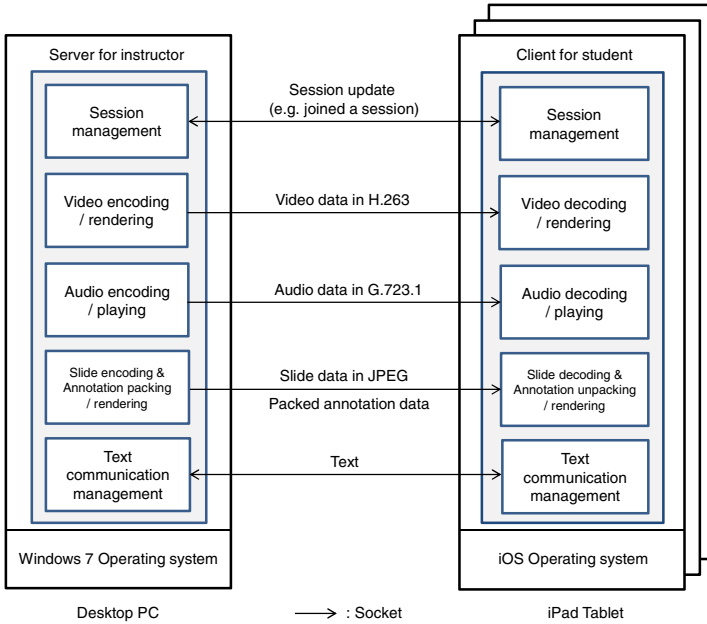 Server for instructor
Session
management
Video encoding
/ rendering
Audio encoding
/ playing
Slide encoding &
Annotation packing
/ rendering
Text
communication
management
Windows 7 Operating system
Desktop PC
Session update
(e.g. joined a session)
Video data in H.263
Audio data in G.723.1
Slide data in JPEG
Packed annotation data
Text
: Socket
Client for student
Session
management
Video decoding
/ rendering
Audio decoding
/ playing
Slide decoding &
Annotation unpacking
/ rendering
Text
communication
management
iOS Operating system
iPad Tablet